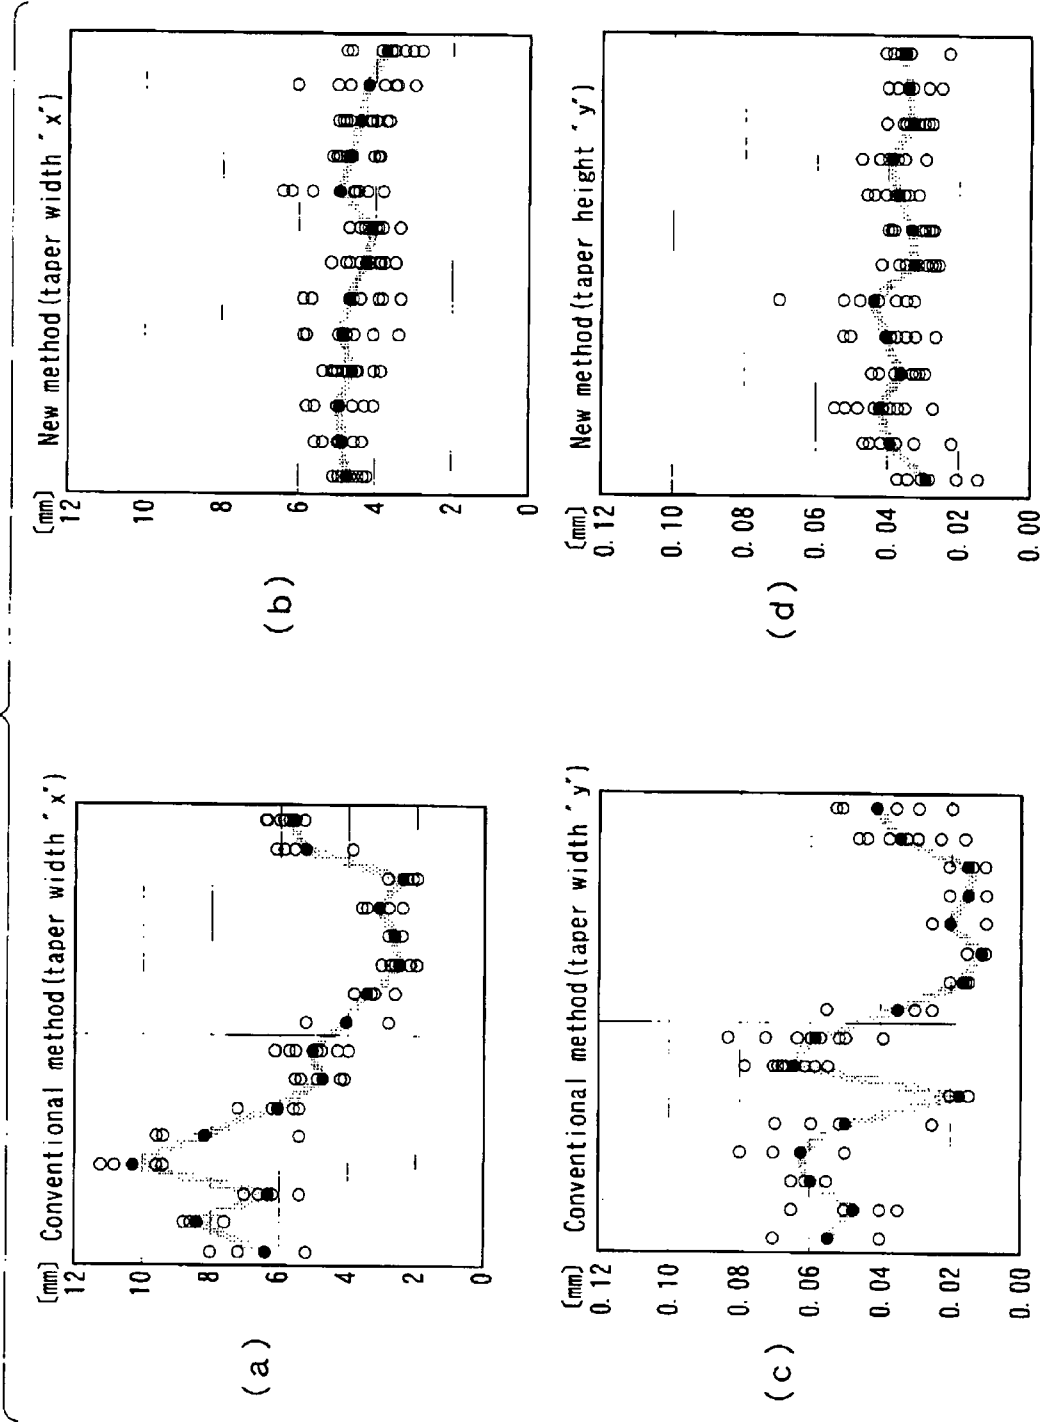 (a)
Conventional method(taper width ˝x˝)
[mm]
12
10
8
6
4
2
0
(b)
New method(taper width ˝x˝)
[mm]
12
10
8
6
4
2
0
(c)
Conventional method(taper width ˝y˝)
[mm]
0.12
0.10
0.08
0.06
0.04
0.02
0.00
(d)
New method(taper height ˝y˝)
[mm]
0.12
0.10
0.08
0.06
0.04
0.02
0.00